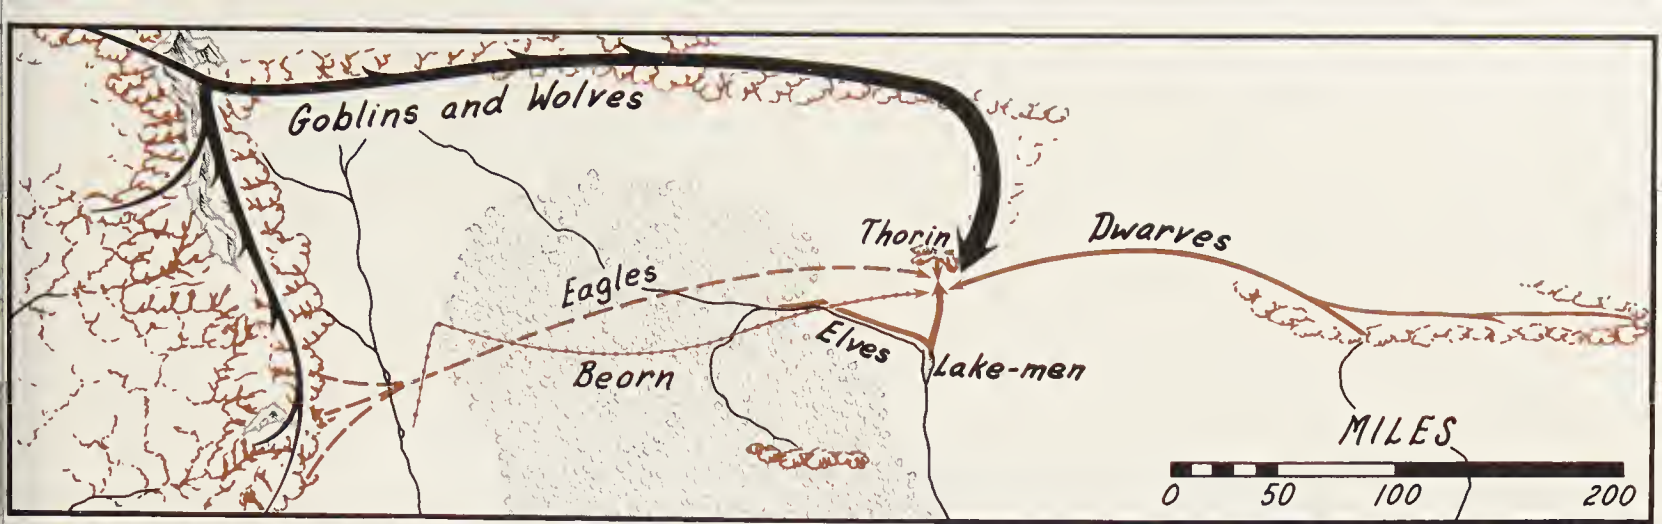 Goblins and Wolves
Thorin
Dwarves
Eagles
Elves
Beorn
Lake-men
MILES
0 50 100 200